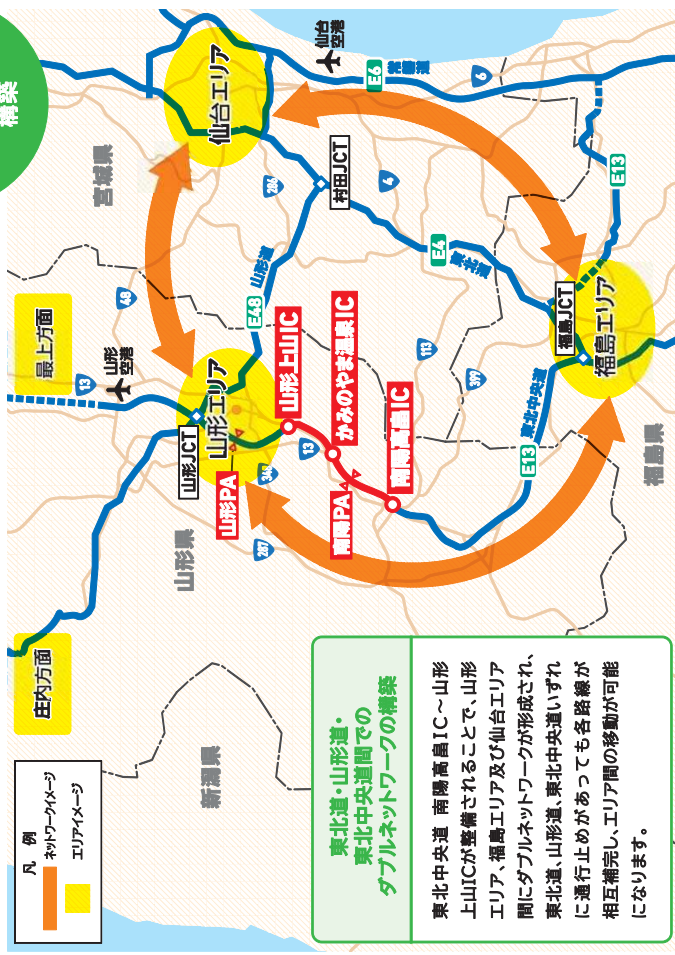 構築
仙台エリア
仙台
空港
E6
常磐道
6
宮城県
286
村田JCT
4
E13
48
山形道
E48
E4
東北道
最上方面
山形
空港
13
山形上山IC
かみのやま温泉IC
113
399
福島JCT
福島エリア
山形エリア
山形JCT
13
南陽高畠IC
東北中央道
E13
348
山形PA
南陽PA
287
山形県
福島県
庄内方面
新潟県
凡 例
ネットワークイメージ
エリアイメージ
東北道・山形道・
東北中央道間での
ダブルネットワークの構築
東北中央道 南陽高畠IC～山形
上山ICが整備されることで、山形
エリア、福島エリア及び仙台エリア
間にダブルネットワークが形成され、
東北道、山形道、東北中央道いずれ
に通行止めがあっても各路線が
相互補完し、エリア間の移動が可能
になります。